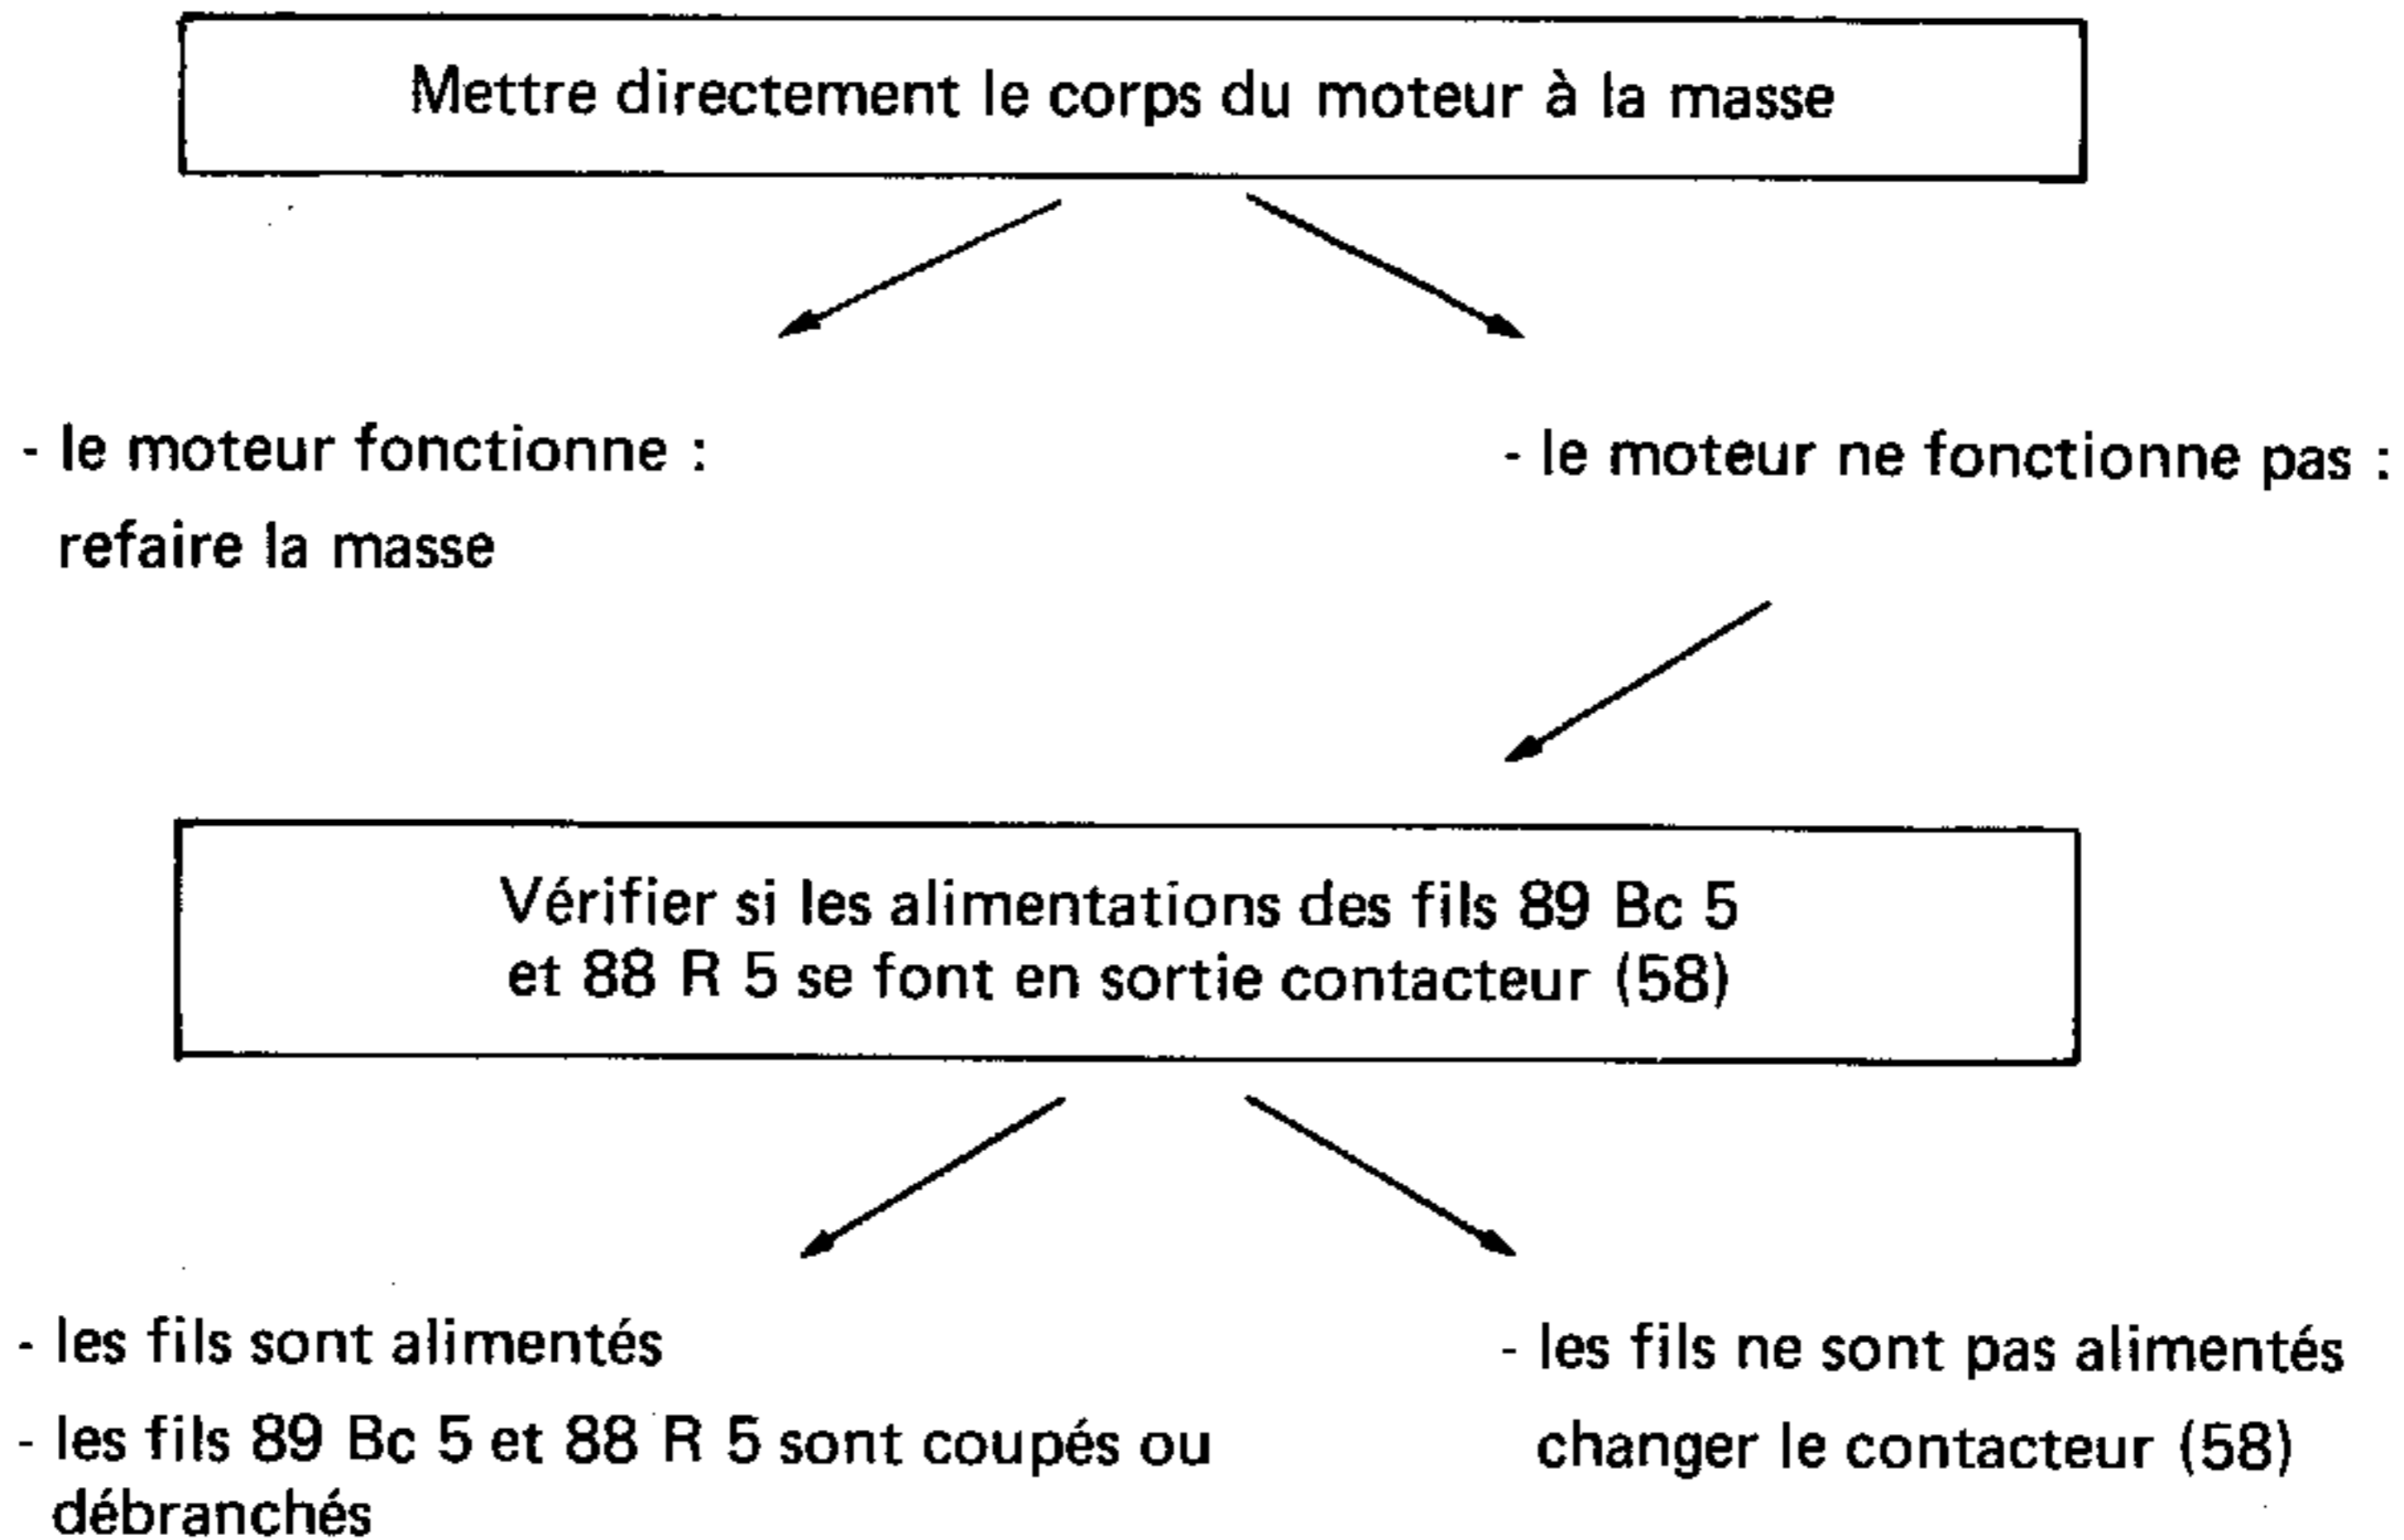 Mettre directement le corps du moteur à la masse
- le moteur fonctionne :
refaire la masse
- le moteur ne fonctionne pas :
Vérifier si les alimentations des fils 89 Bc 5
et 88 R 5 se font en sortie contacteur (58)
- les fils sont alimentés
- les fils 89 Bc 5 et 88 R 5 sont coupés ou
débranchés
- les fils ne sont pas alimentés
changer le contacteur (58)